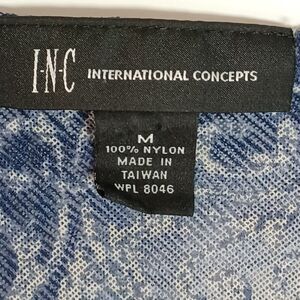 I·N·C INTERNATIONAL CONCEPTS
M
100% NYLON
MADE IN
TAIWAN
WPL 8046